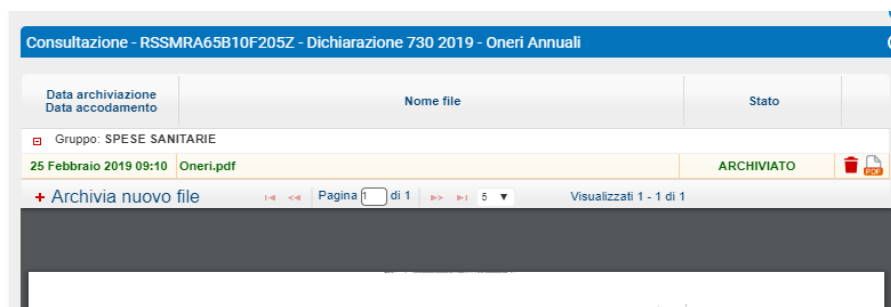 Consultazione - RSSMRA65B10F205Z - Dichiarazione 730 2019 - Oneri Annuali
Data archiviazione
Data accodamento
Nome file
Stato
Gruppo: SPESE SANITARIE
25 Febbraio 2019 09:10 Oneri.pdf ARCHIVIATO PDF
+ Archivia nuovo file Pagina 1 di 1 5 Visualizzati 1 - 1 di 1